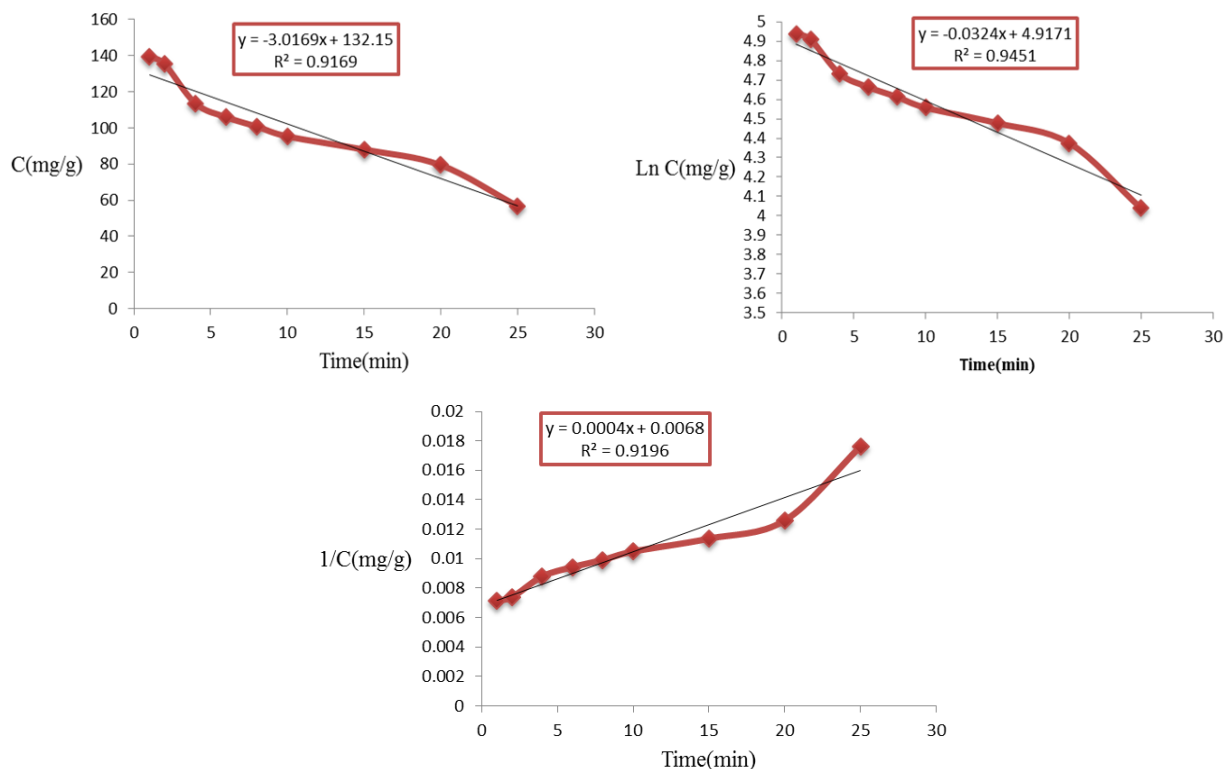 160
140
120
100
80
60
40
20
0
C(mg/g)
y = -3.0169x + 132.15
R² = 0.9169
0 5 10 15 20 25 30
Time(min)
5
4.9
4.8
4.7
4.6
4.5
4.4
4.3
4.2
4.1
4
3.9
3.8
3.7
3.6
3.5
Ln C(mg/g)
y = -0.0324x + 4.9171
R² = 0.9451
0 5 10 15 20 25 30
Time(min)
0.02
0.018
0.016
0.014
0.012
0.01
0.008
0.006
0.004
0.002
0
1/C(mg/g)
y = 0.0004x + 0.0068
R² = 0.9196
0 5 10 15 20 25 30
Time(min)